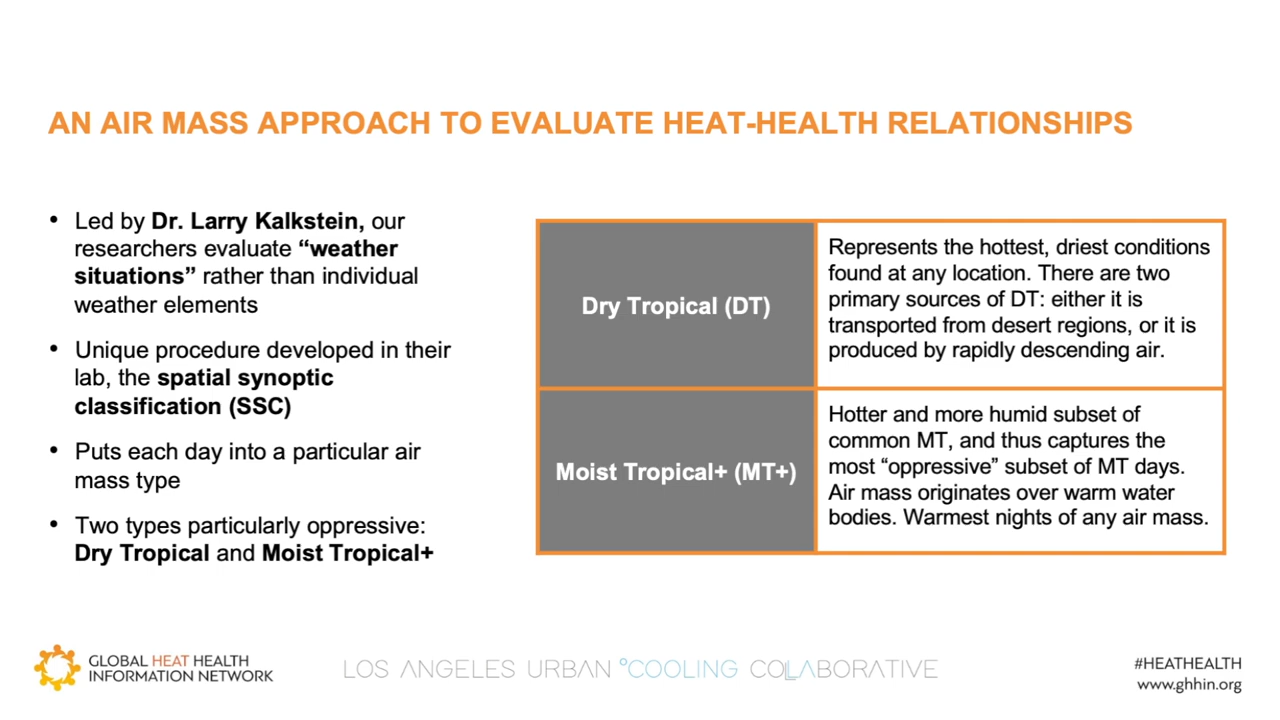 AN AIR MASS APPROACH TO EVALUATE HEAT-HEALTH RELATIONSHIPS
• Led by Dr. Larry Kalkstein, our
researchers evaluate “weather
situations” rather than individual
weather elements
• Unique procedure developed in their
lab, the spatial synoptic
classification (SSC)
• Puts each day into a particular air
mass type
• Two types particularly oppressive:
Dry Tropical and Moist Tropical+
Dry Tropical (DT)
Represents the hottest, driest conditions
found at any location. There are two
primary sources of DT: either it is
transported from desert regions, or it is
produced by rapidly descending air.
Moist Tropical+ (MT+)
Hotter and more humid subset of
common MT, and thus captures the
most “oppressive” subset of MT days.
Air mass originates over warm water
bodies. Warmest nights of any air mass.
GLOBAL HEAT HEALTH
INFORMATION NETWORK
LOS ANGELES URBAN °COOLING COLLABORATIVE
#HEATHEALTH
www.ghhin.org